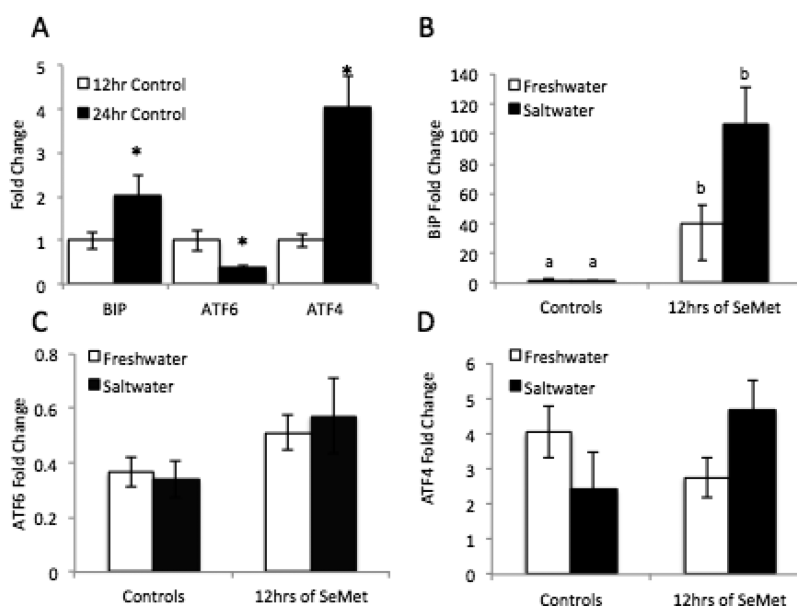 A
12hr Control
24hr Control
Fold Change
5
4
3
2
1
0
*
*
*
BIP
ATF6
ATF4
B
Freshwater
Saltwater
BiP Fold Change
140
120
100
80
60
40
20
0
a
a
b
b
Controls
12hrs of SeMet
C
Freshwater
Saltwater
ATF6 Fold Change
0.8
0.6
0.4
0.2
0
Controls
12hrs of SeMet
D
Freshwater
Saltwater
ATF4 Fold Change
6
5
4
3
2
1
0
Controls
12hrs of SeMet